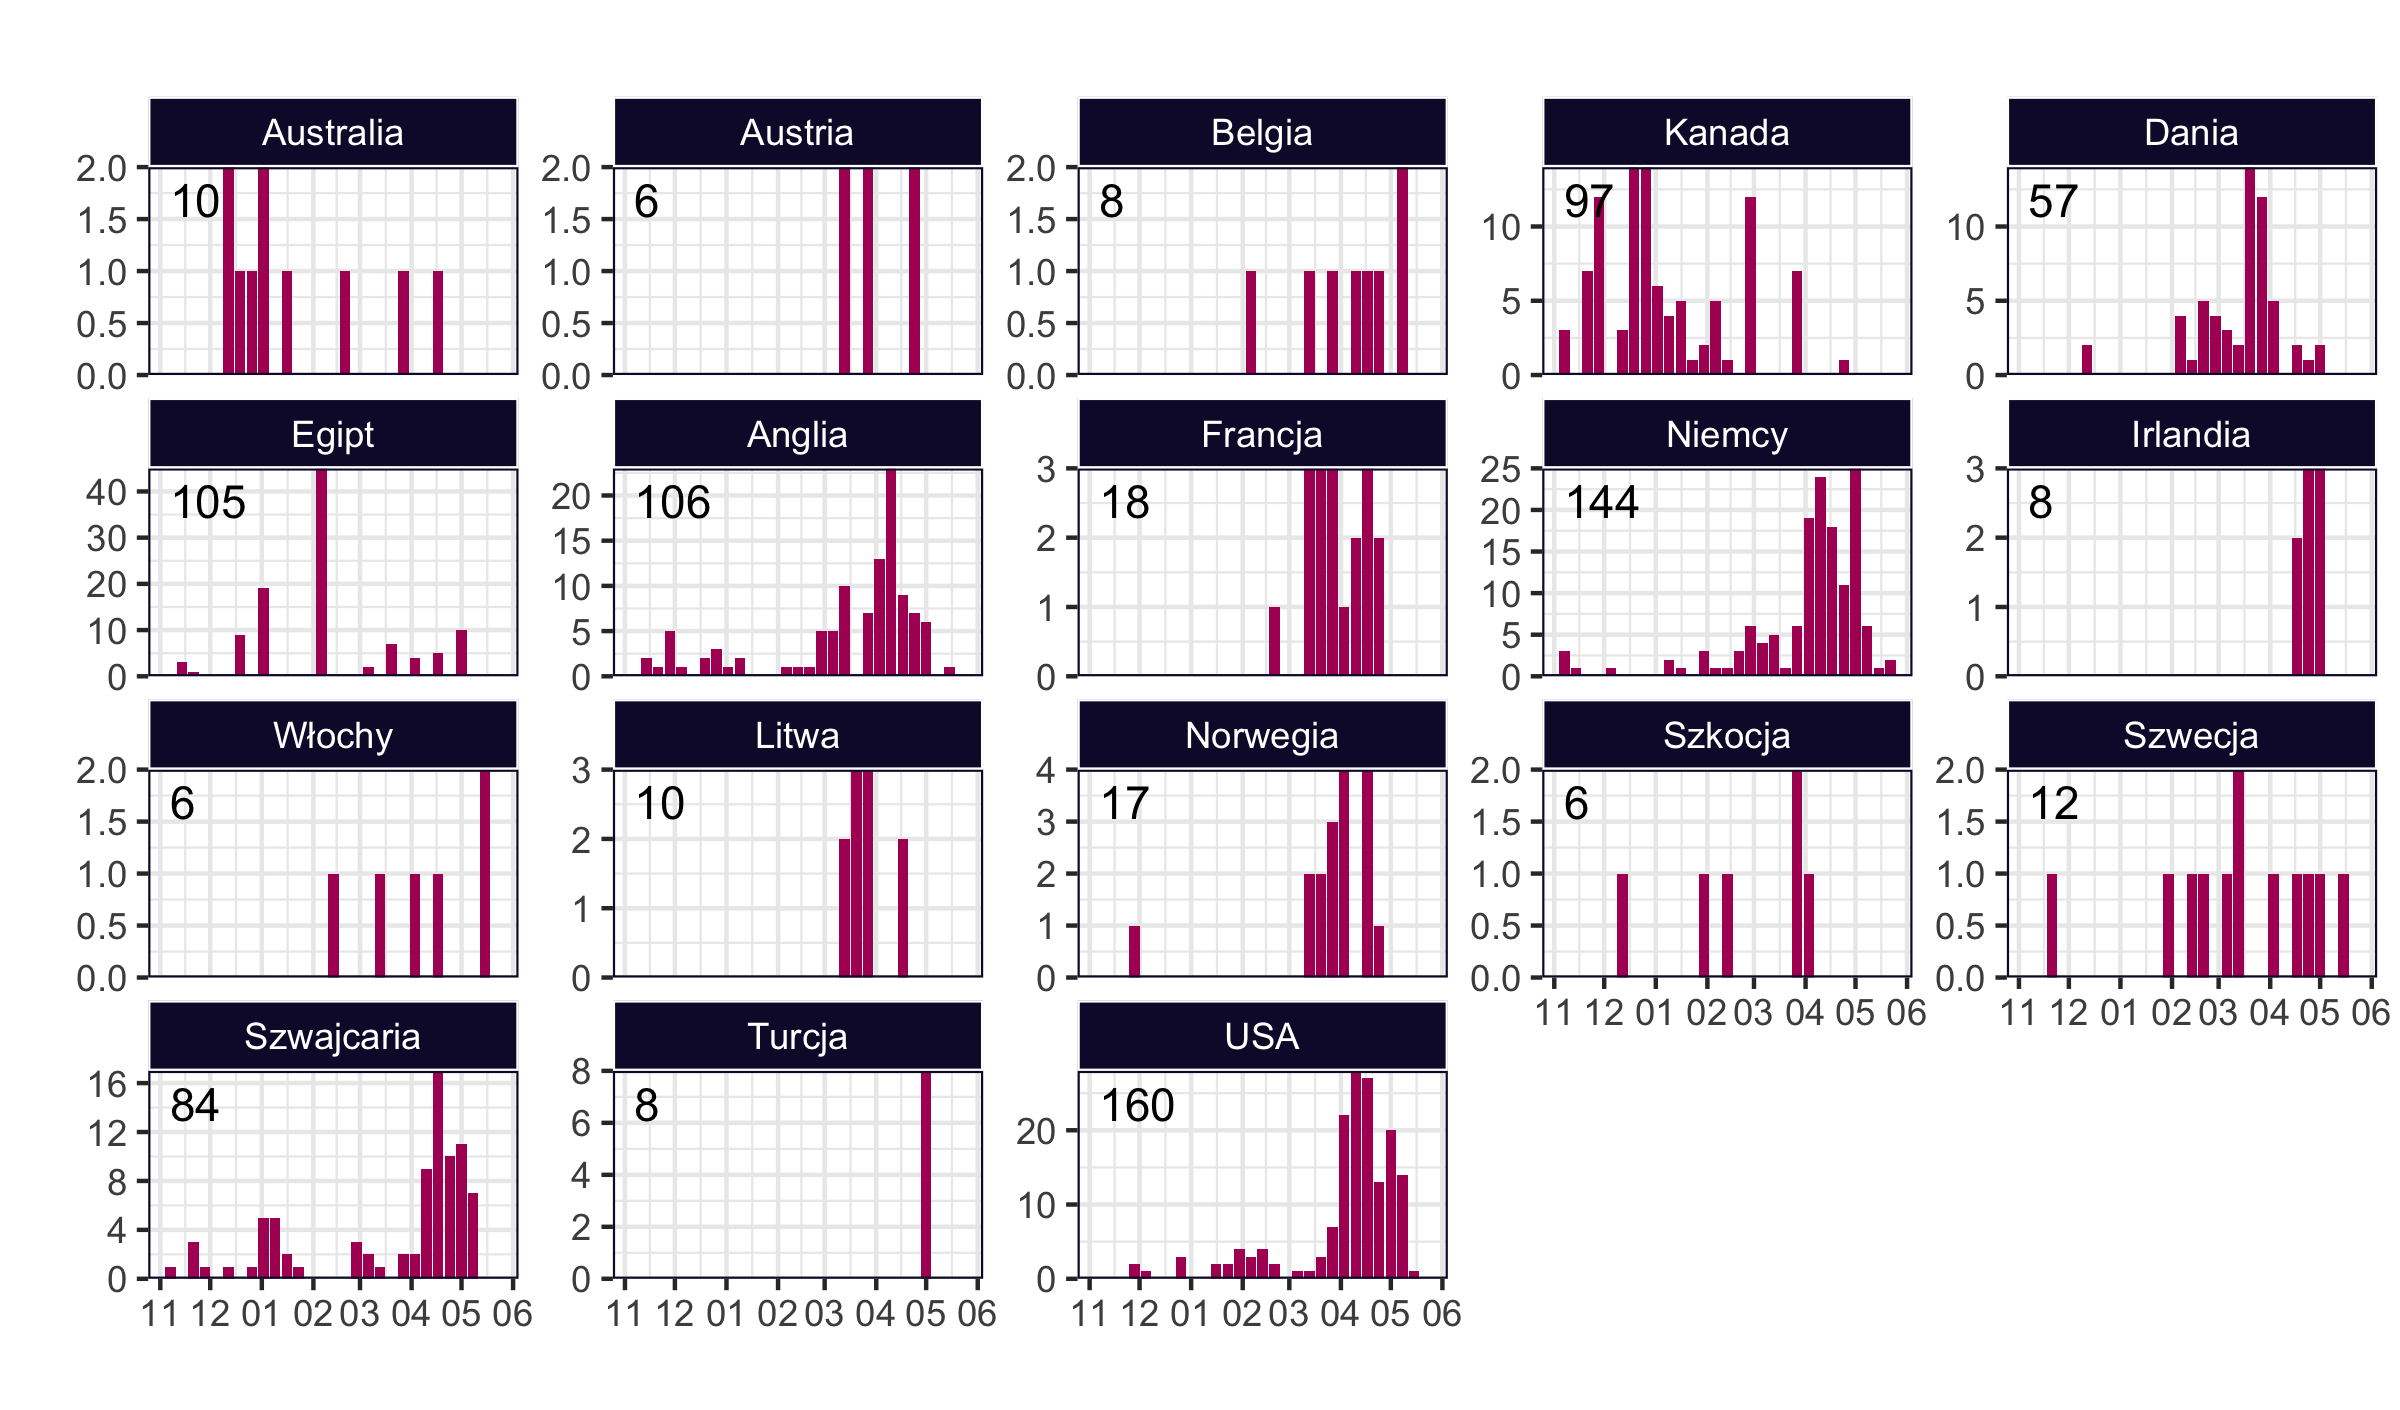 Australia Austria Belgia Kanada Dania
10 6 8 97 57
2.0 2.0 2.0
1.5 1.5 1.5 10 10
1.0 1.0 1.0 5 5
0.5 0.5 0.5
0.0 0.0 0.0 0 0
Egipt Anglia Francja Niemcy Irlandia
105 106 18 144 8
40 20 3 25 3
30 15 2 20 2
20 10 1 15 1
10 5 0 10 0
0 0 5
0
Włochy Litwa Norwegia Szkocja Szwecja
6 10 17 6 12
2.0 3 4 2.0 2.0
1.5 2 3 1.5 1.5
1.0 1 2 1.0 1.0
0.5 0 1 0.5 0.5
0.0 0 0.0 0.0
11 12 01 02 03 04 05 06 11 12 01 02 03 04 05 06
Szwajcaria Turcja USA
84 8 160
16 8 20
12 6 10
8 4 0
4 2
0 0
11 12 01 02 03 04 05 06 11 12 01 02 03 04 05 06 11 12 01 02 03 04 05 06